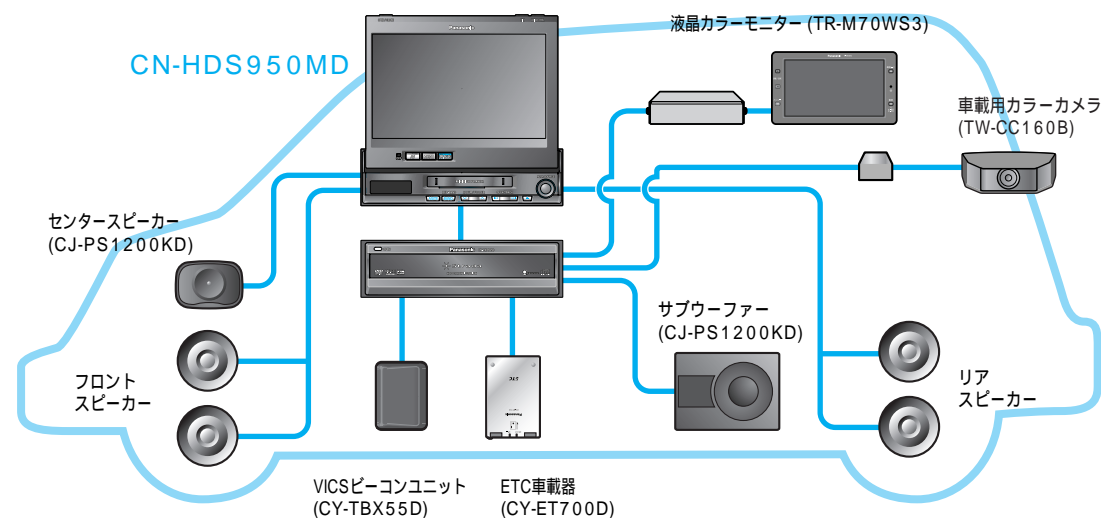 液晶カラーモニター (TR-M70WS3)
CN-HDS950MD
車載用カラーカメラ
(TW-CC160B)
センタースピーカー
(CJ-PS1200KD)
サブウーファー
(CJ-PS1200KD)
フロント
スピーカー
リア
スピーカー
VICSビーコンユニット
(CY-TBX55D)
ETC車載器
(CY-ET700D)
Panasonic
Panasonic
ETC
Panasonic